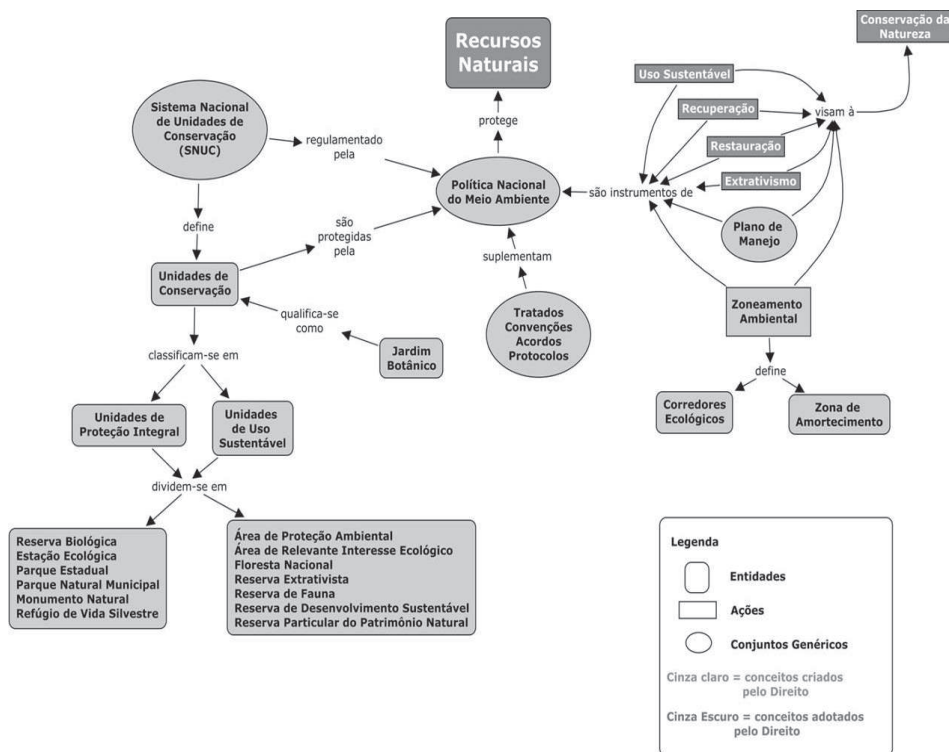 Conservação da
Natureza
Recursos
Naturais
Uso Sustentável
Sistema Nacional
de Unidades de
Conservação
(SNUC)
Recuperação
visam à
protege
regulamentado
pela
Restauração
Política Nacional
do Meio Ambiente
são instrumentos de
Extrativismo
Plano de
Manejo
define
são
protegidas
pela
suplementam
Unidades de
Conservação
qualifica-se
como
Tratados
Convenções
Acordos
Protocolos
Zoneamento
Ambiental
Jardim
Botânico
classificam-se em
define
Unidades de
Proteção Integral
Unidades
de Uso
Sustentável
Corredores
Ecológicos
Zona de
Amortecimento
dividem-se em
Reserva Biológica
Estação Ecológica
Parque Estadual
Parque Natural Municipal
Monumento Natural
Refúgio de Vida Silvestre
Área de Proteção Ambiental
Área de Relevante Interesse Ecológico
Floresta Nacional
Reserva Extrativista
Reserva de Fauna
Reserva de Desenvolvimento Sustentável
Reserva Particular do Patrimônio Natural
Legenda
Entidades
Ações
Conjuntos Genéricos
Cinza claro = conceitos criados
pelo Direito
Cinza Escuro = conceitos adotados
pelo Direito